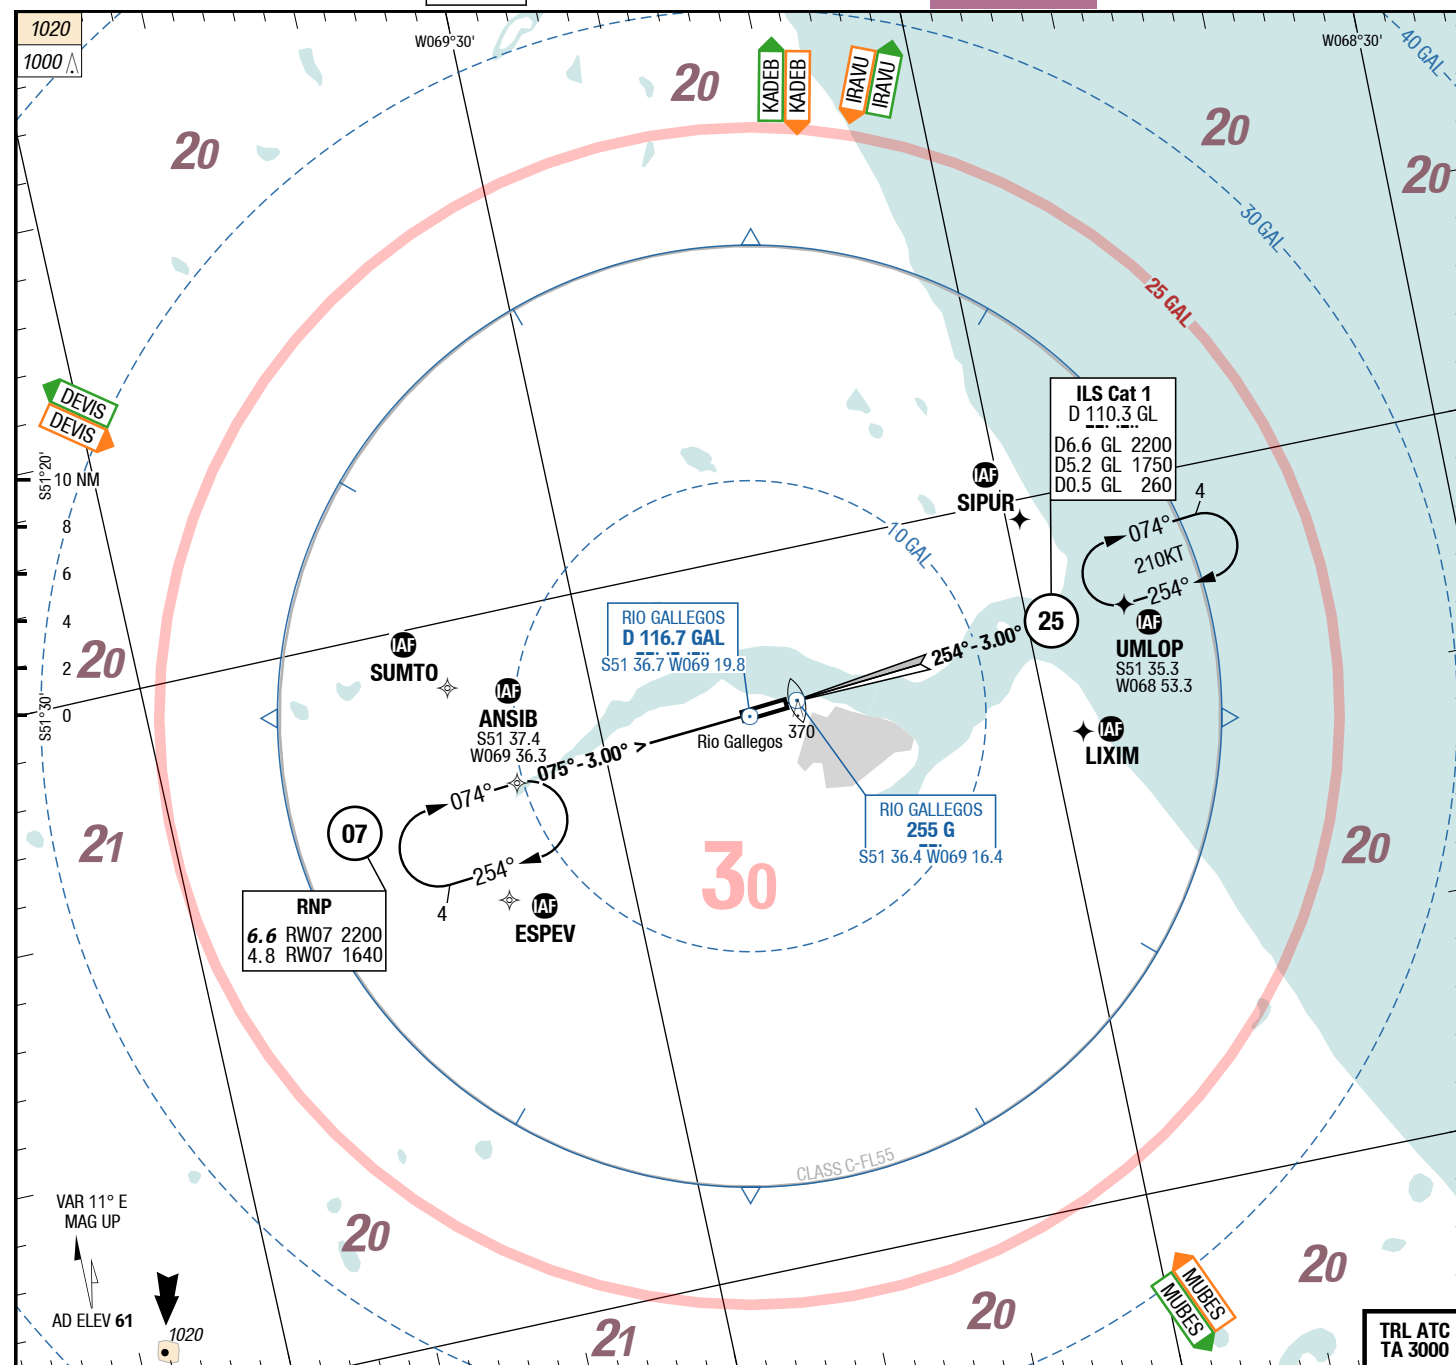 1020
1000
W069°30'
W068°30'
40 GAL
KADEB
KADEB
IRAVU
IRAVU
20
20
20
20
30 GAL
25 GAL
DEVIS
DEVIS
ILS Cat 1
D 110.3 GL
D6.6 GL 2200
D5.2 GL 1750
D0.5 GL 260
S51°20'
10 NM
8
6
4
2
0
S51°30'
IAF
SIPUR
4
074°
210KT
254°
10 GAL
RIO GALLEGOS
D 116.7 GAL
S51 36.7 W069 19.8
25
IAF
UMLOP
S51 35.3
W068 53.3
254°-3.00°
IAF
SUMTO
20
IAF
ANSIB
S51 37.4
W069 36.3
Rio Gallegos
370
IAF
LIXIM
075°-3.00° >
074°
254°
4
07
RIO GALLEGOS
255 G
S51 36.4 W069 16.4
21
20
30
RNP
6.6 RW07 2200
4.8 RW07 1640
IAF
ESPEV
CLASS C-FL55
VAR 11° E
MAG UP
AD ELEV 61
1020
20
21
20
20
MUBES
MUBES
TRL ATC
TA 3000